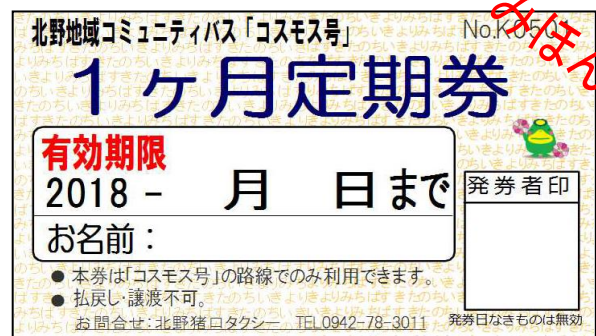 北野地域コミュニティバス「コスモス号」
No.K0501
みほん
1ヶ月定期券
有効期限
2018 － 月 日まで
お名前：
発券者印
● 本券は「コスモス号」の路線でのみ利用できます。
● 払戻し・譲渡不可。
お問合せ：北野猪口タクシー TEL0942-78-3011
発券日なきものは無効